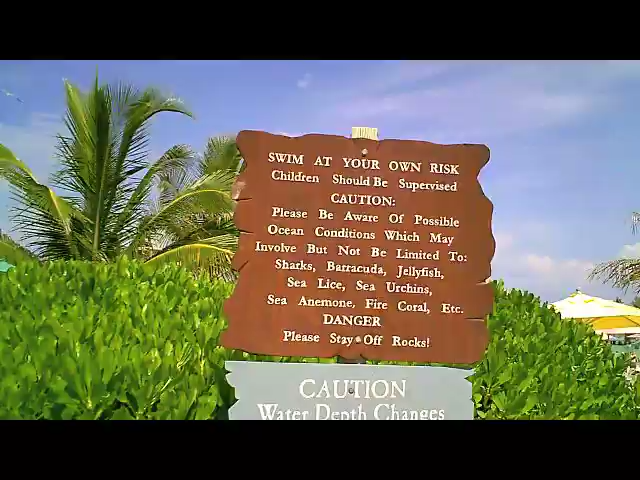 SWIM AT YOUR OWN RISK
Children Should Be Supervised
CAUTION:
Please Be Aware Of Possible
Ocean Conditions Which May
Involve But Not Be Limited To:
Sharks, Barracuda, Jellyfish,
Sea Lice, Sea Urchins,
Sea Anemone, Fire Coral, Etc.
DANGER
Please Stay Off Rocks!
CAUTION
Water Depth Changes